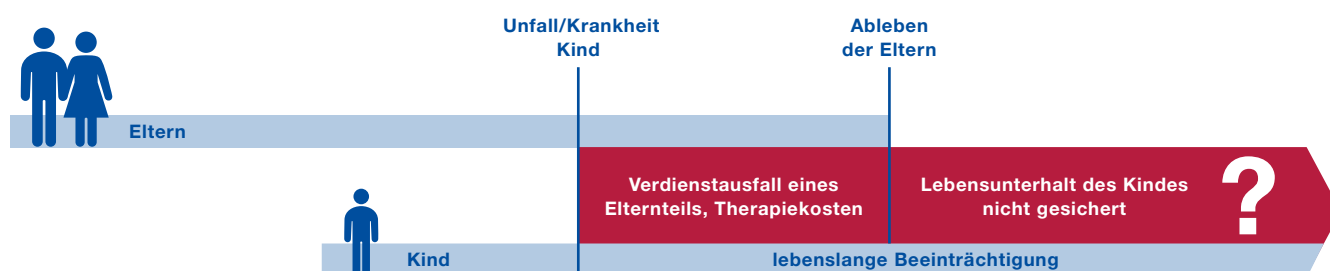 Unfall/Krankheit
Kind
Ableben
der Eltern
Eltern
Verdienstausfall eines
Elternteils, Therapiekosten
Lebensunterhalt des Kindes
nicht gesichert
?
Kind
lebenslange Beeinträchtigung